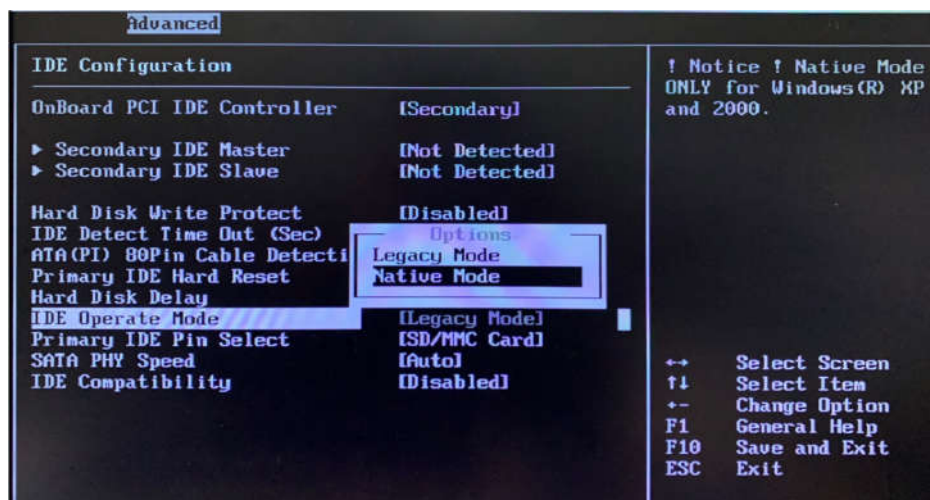 Advanced
IDE Configuration
OnBoard PCI IDE Controller [Secondary]
▶ Secondary IDE Master [Not Detected]
▶ Secondary IDE Slave [Not Detected]
Hard Disk Write Protect [Disabled]
IDE Detect Time Out (Sec)
ATA(PI) 80Pin Cable Detecti
Primary IDE Hard Reset
Hard Disk Delay
IDE Operate Mode [Legacy Mode]
Primary IDE Pin Select [SD/MMC Card]
SATA PHY Speed [Auto]
IDE Compatibility [Disabled]
Options
Legacy Mode
Native Mode
! Notice ! Native Mode
ONLY for Windows(R) XP
and 2000.
↔ Select Screen
↑↓ Select Item
+- Change Option
F1 General Help
F10 Save and Exit
ESC Exit